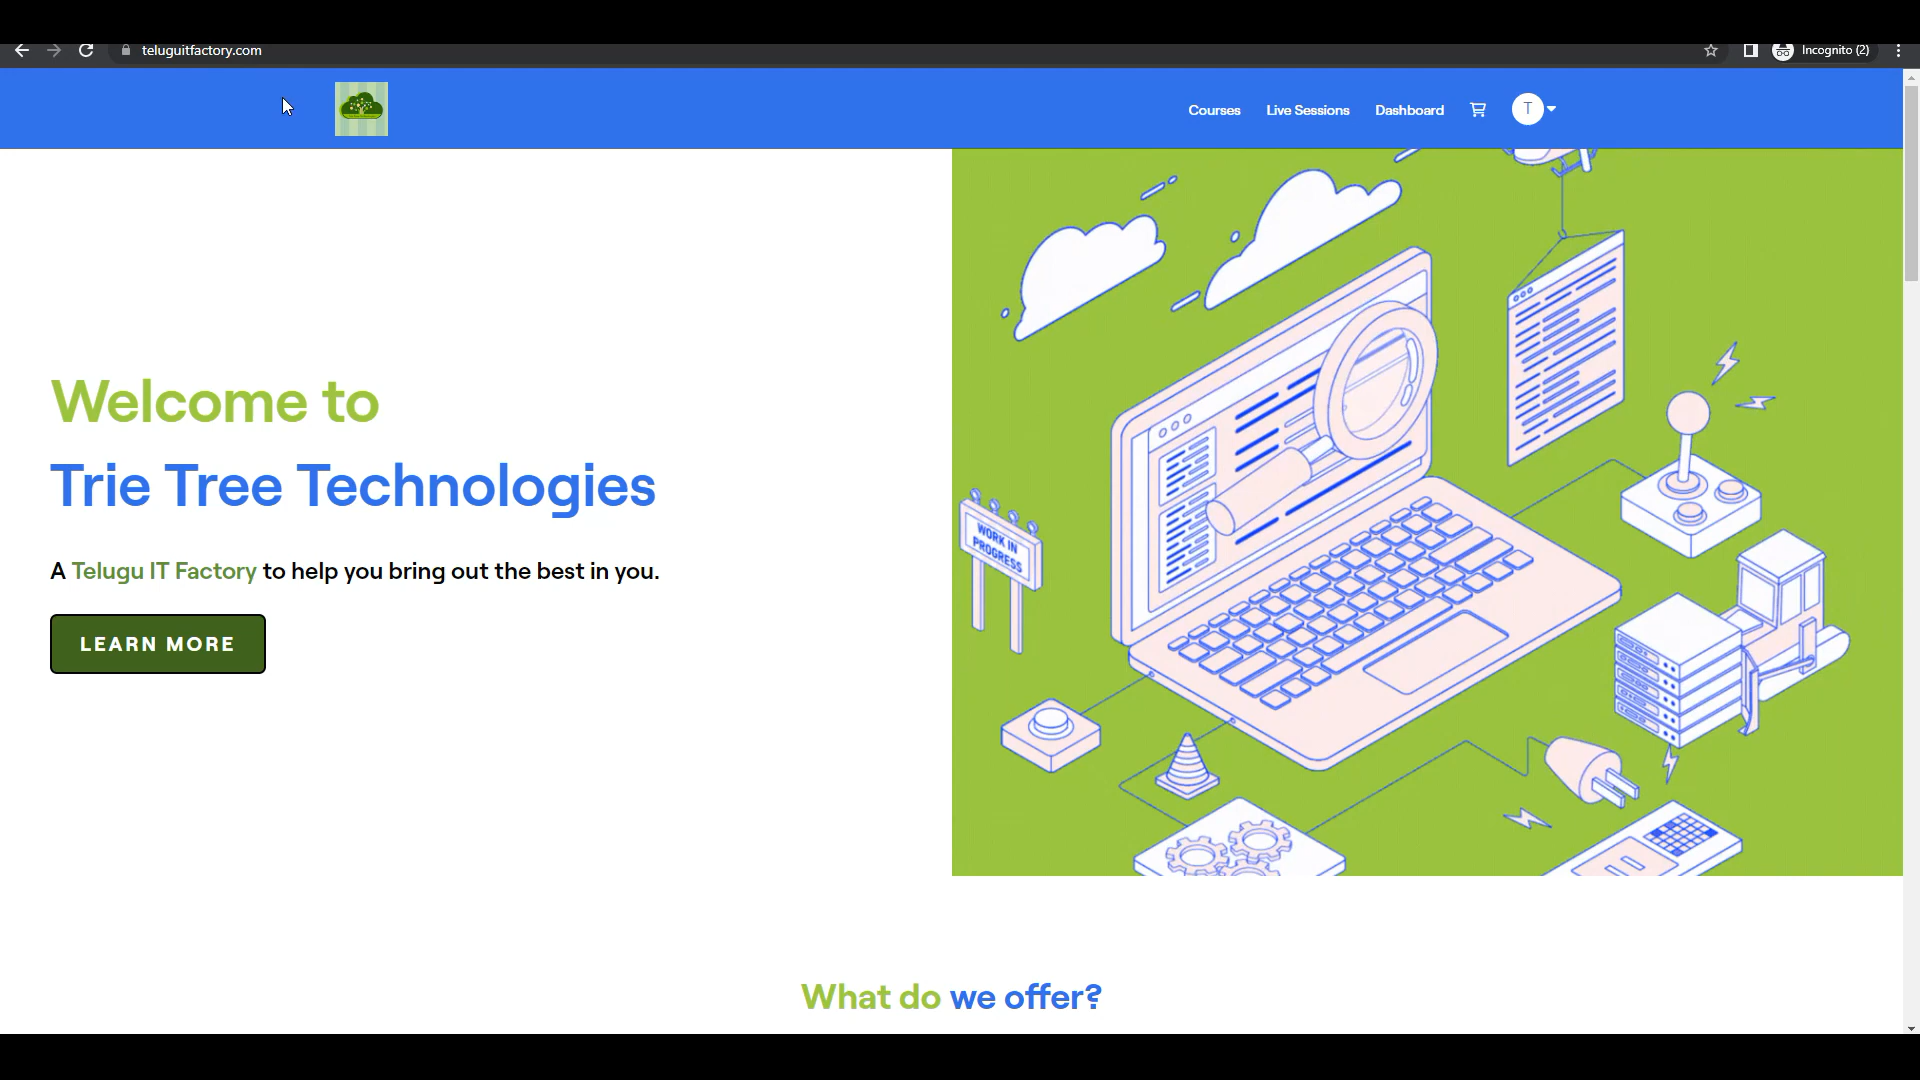 teluguitfactory.com
Incognito (2)
Courses
Live Sessions
Dashboard
T
Welcome to
Trie Tree Technologies
A Telugu IT Factory to help you bring out the best in you.
LEARN MORE
WORK IN
PROGRESS
What do we offer?